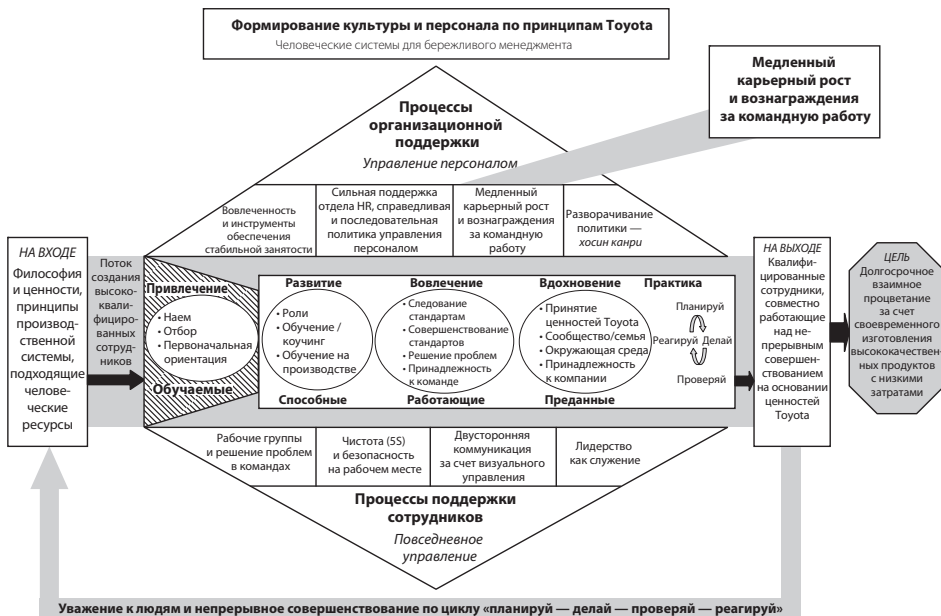 Формирование культуры и персонала по принципам Toyota
Человеческие системы для бережливого менеджмента
Медленный
карьерный рост
и вознаграждения
за командную работу
Процессы
организационной
поддержки
Управление персоналом
Вовлеченность
и инструменты
обеспечения
стабильной занятости
Сильная поддержка
отдела HR, справедливая
и последовательная
политика управления
персоналом
Медленный
карьерный рост
и вознаграждения
за командную
работу
Разворачивание
политики —
хосин канри
НА ВХОДЕ
Философия
и ценности,
принципы
производ-
ственной
системы,
подходящие
челове-
ческие
ресурсы
Поток
создания
высоко-
квали-
фициро-
ванных
сотруд-
ников
Привлечение
• Наем
• Отбор
• Первоначальная
ориентация
Обучаемые
Развитие
• Роли
• Обучение /
коучинг
• Обучение на
производстве
Способные
Вовлечение
• Следование
стандартам
• Совершенствование
стандартов
• Решение проблем
• Принадлежность
к команде
Работающие
Вдохновение
• Принятие
ценностей Toyota
• Сообщество/семья
• Окружающая среда
• Принадлежность
к компании
Преданные
Практика
Планируй
Реагируй Делай
Проверяй
НА ВЫХОДЕ
Квалифи-
цированные
сотрудники,
совместно
работающие
над не-
прерывным
совершен-
ствованием
на основании
ценностей
Toyota
ЦЕЛЬ
Долгосрочное
взаимное
процветание
за счет
своевременного
изготовления
высококачествен-
ных продуктов
с низкими
затратами
Рабочие группы
и решение проблем
в командах
Чистота (5S)
и безопасность
на рабочем месте
Двусторонняя
коммуникация
за счет визуального
управления
Лидерство
как служение
Процессы поддержки
сотрудников
Повседневное
управление
Уважение к людям и непрерывное совершенствование по циклу «планируй — делай — проверяй — реагируй»